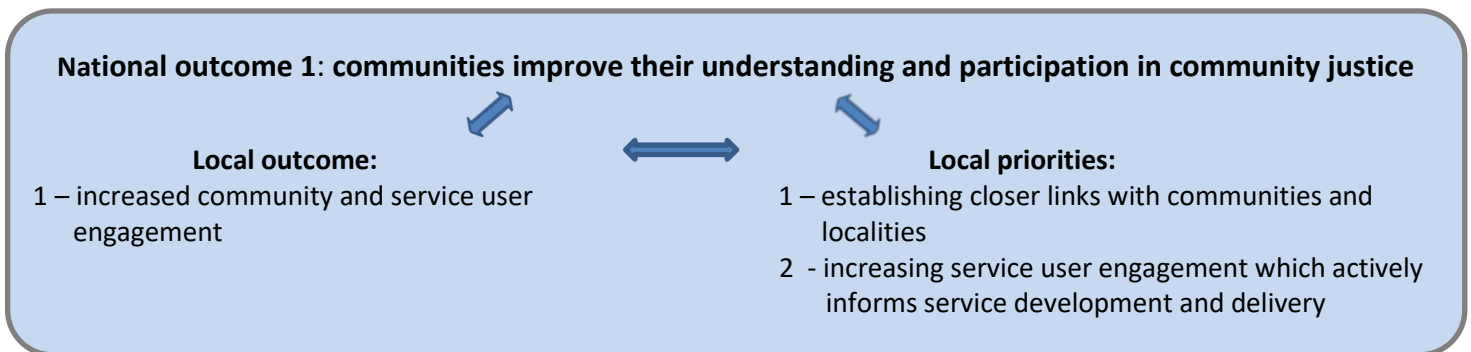 National outcome 1: communities improve their understanding and participation in community justice
Local outcome:
1 – increased community and service user
engagement
Local priorities:
1 – establishing closer links with communities and
localities
2 - increasing service user engagement which actively
informs service development and delivery